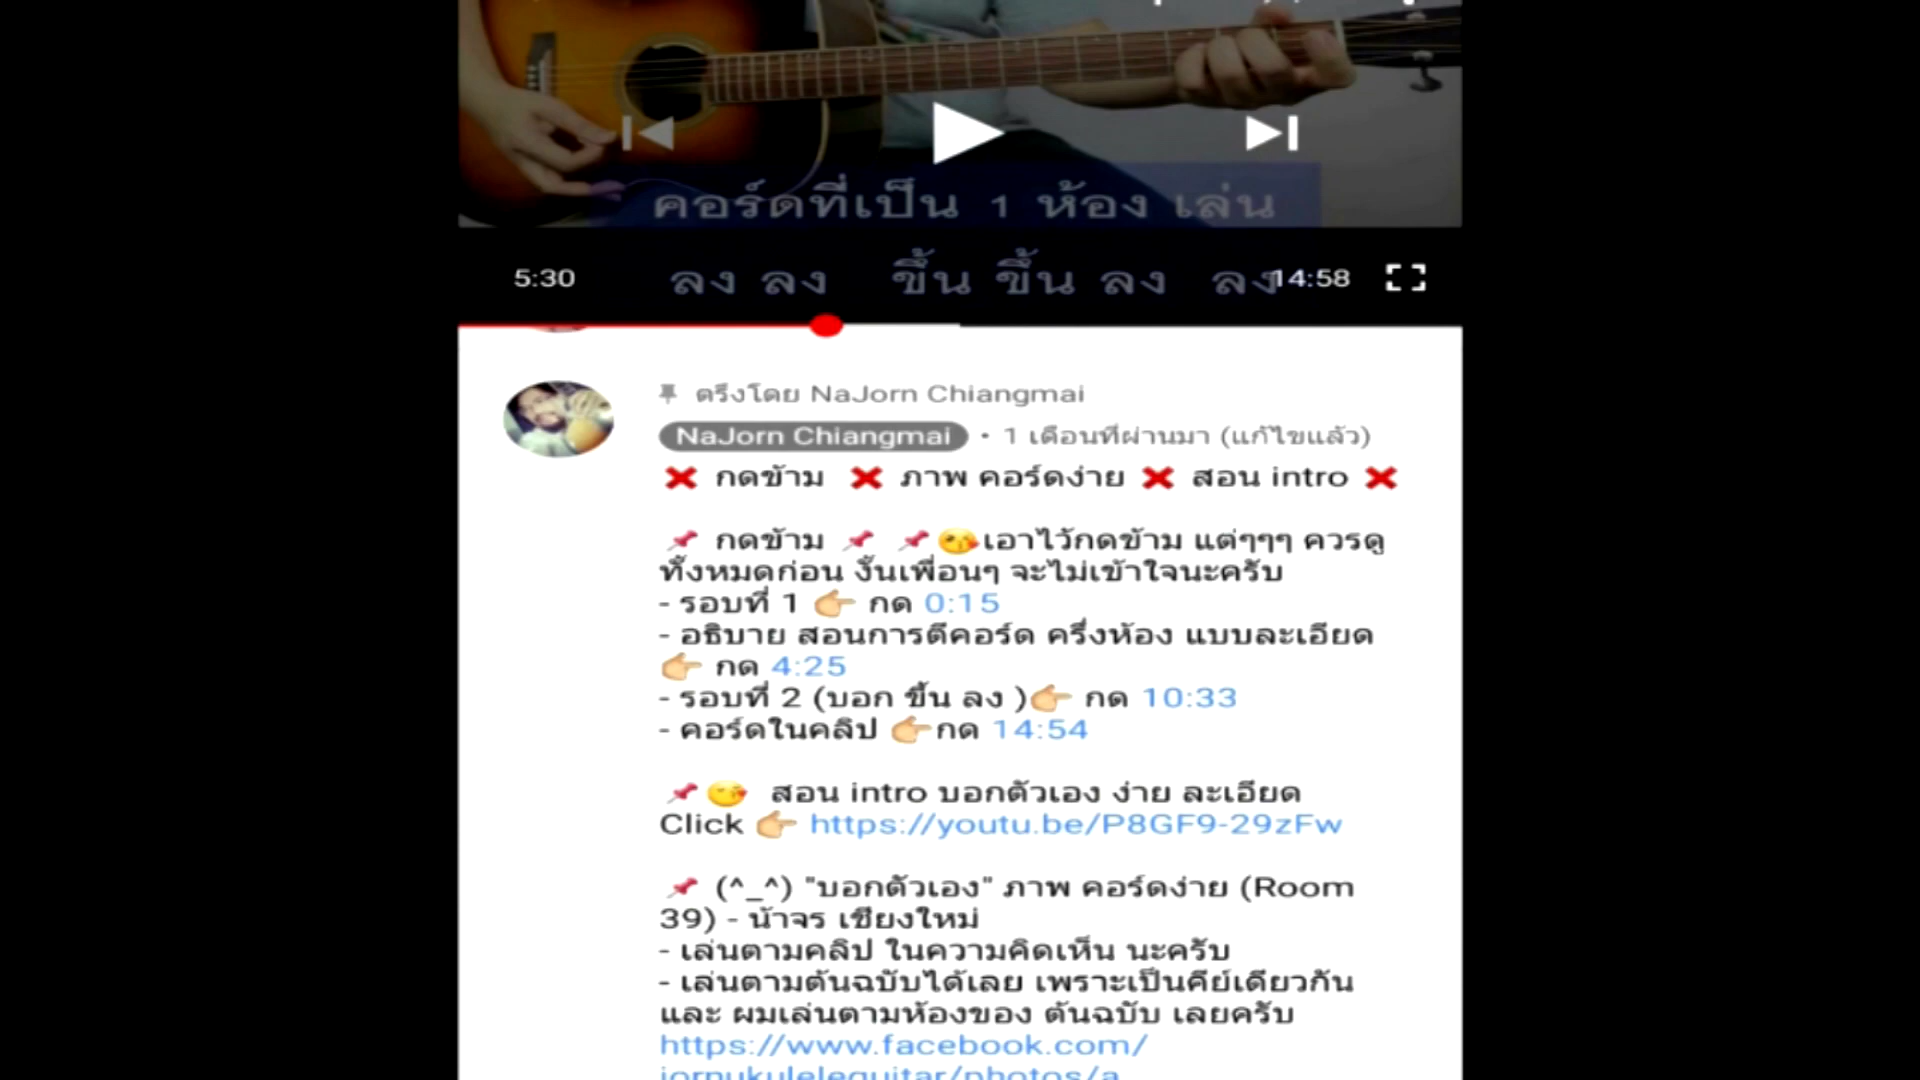 คอร์ดที่เป็น 1 ห้อง เล่น
5:30 ลง ลง ขึ้น ขึ้น ลง ลง 14:58
ตรึงโดย NaJorn Chiangmai
NaJorn Chiangmai • 1 เดือนที่ผ่านมา (แก้ไขแล้ว)
❌ กดข้าม ❌ ภาพ คอร์ดง่าย ❌ สอน intro ❌
📌 กดข้าม 📌 📌😘เอาไว้กดข้าม แต่ๆๆๆ ควรดู
ทั้งหมดก่อน งั้นเพื่อนๆ จะไม่เข้าใจนะครับ
- รอบที่ 1 👉 กด 0:15
- อธิบาย สอนการตีคอร์ด ครึ่งห้อง แบบละเอียด
👉 กด 4:25
- รอบที่ 2 (บอก ขึ้น ลง )👉 กด 10:33
- คอร์ดในคลิป 👉กด 14:54
📌😘 สอน intro บอกตัวเอง ง่าย ละเอียด
Click 👉 https://youtu.be/P8GF9-29zFw
📌 (^_^) "บอกตัวเอง" ภาพ คอร์ดง่าย (Room
39) - น้าจร เชียงใหม่
- เล่นตามคลิป ในความคิดเห็น นะครับ
- เล่นตามต้นฉบับได้เลย เพราะเป็นคีย์เดียวกัน
และ ผมเล่นตามห้องของ ต้นฉบับ เลยครับ
https://www.facebook.com/
jornukuleleguitar/photos/a